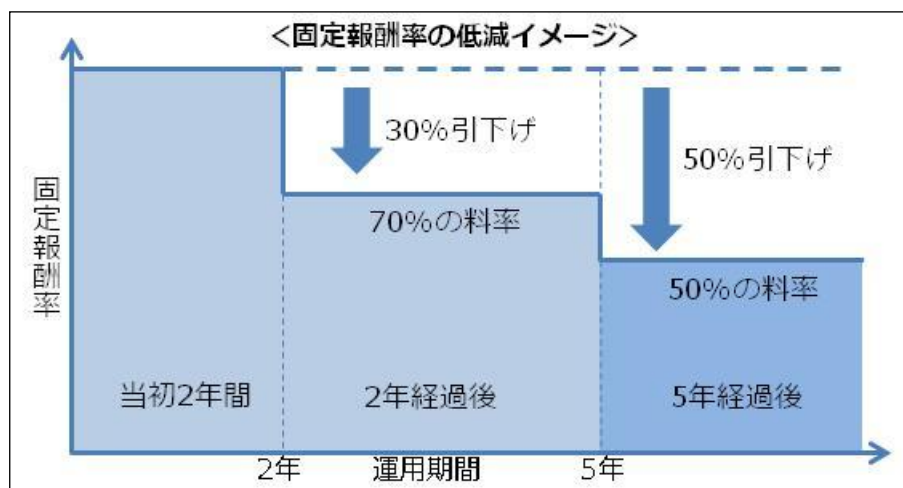 <固定報酬率の低減イメージ>
30%引下げ
50%引下げ
固定報酬率
70%の料率
50%の料率
当初2年間
2年経過後
5年経過後
2年
運用期間
5年